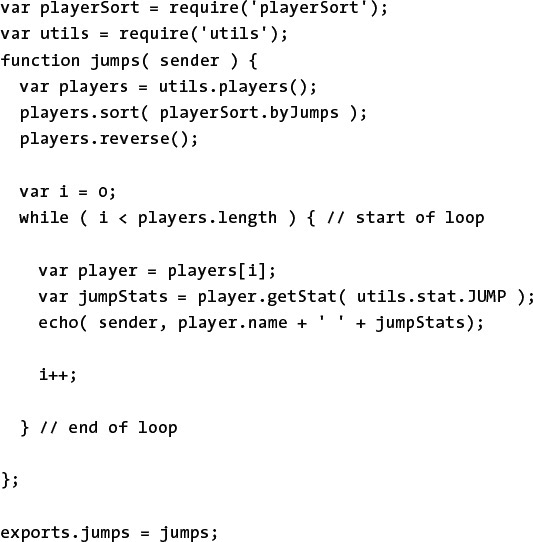 var playerSort = require('playerSort');
var utils = require('utils');
function jumps( sender ) {
  var players = utils.players();
  players.sort( playerSort.byJumps );
  players.reverse();

  var i = 0;
  while ( i < players.length ) { // start of loop

    var player = players[i];
    var jumpStats = player.getStat( utils.stat.JUMP );
    echo( sender, player.name + ' ' + jumpStats);

    i++;

  } // end of loop

};

exports.jumps = jumps;